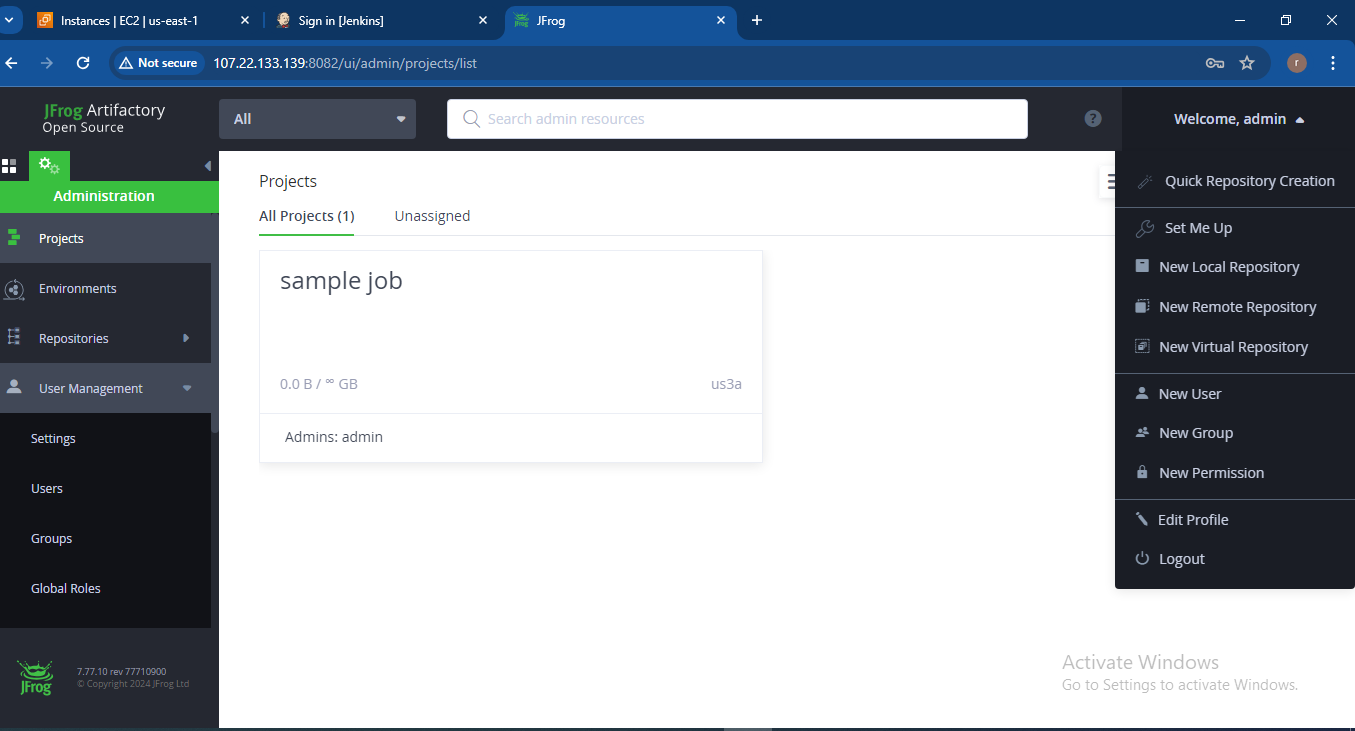 Instances | EC2 | us-east-1
Sign in [Jenkins]
JFrog
Not secure
107.22.133.139:8082/ui/admin/projects/list
r
JFrog Artifactory
Open Source
All
Search admin resources
?
Welcome, admin
Administration
Projects
Environments
Repositories
User Management
Settings
Users
Groups
Global Roles
JFrog
7.77.10 rev 77710900
© Copyright 2024 JFrog Ltd
Projects
All Projects (1)
Unassigned
sample job
0.0 B / ∞ GB
us3a
Admins: admin
Quick Repository Creation
Set Me Up
New Local Repository
New Remote Repository
New Virtual Repository
New User
New Group
New Permission
Edit Profile
Logout
Activate Windows
Go to Settings to activate Windows.